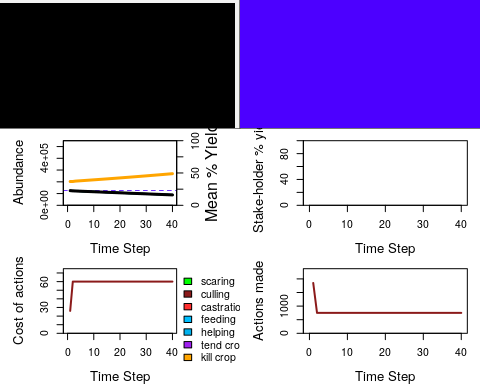 Abundance
0e+00 4e+05
0 10 20 30 40
Time Step
0 50 100
Mean % Yield
Stake-holder % yie
0 40 80
0 10 20 30 40
Time Step
Cost of actions
0 30 60
0 10 20 30 40
Time Step
scaring
culling
castratio
feeding
helping
tend cro
kill crop
Actions made
0 1000
0 10 20 30 40
Time Step